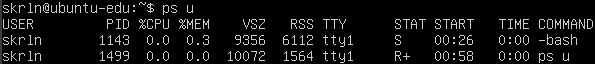 skrln@ubuntu-edu:~$ ps u
USER         PID %CPU %MEM    VSZ   RSS TTY      STAT START   TIME COMMAND
skrln       1143  0.0  0.3   9356  6112 tty1     S    00:26   0:00 -bash
skrln       1499  0.0  0.0  10072  1564 tty1     R+   00:58   0:00 ps u